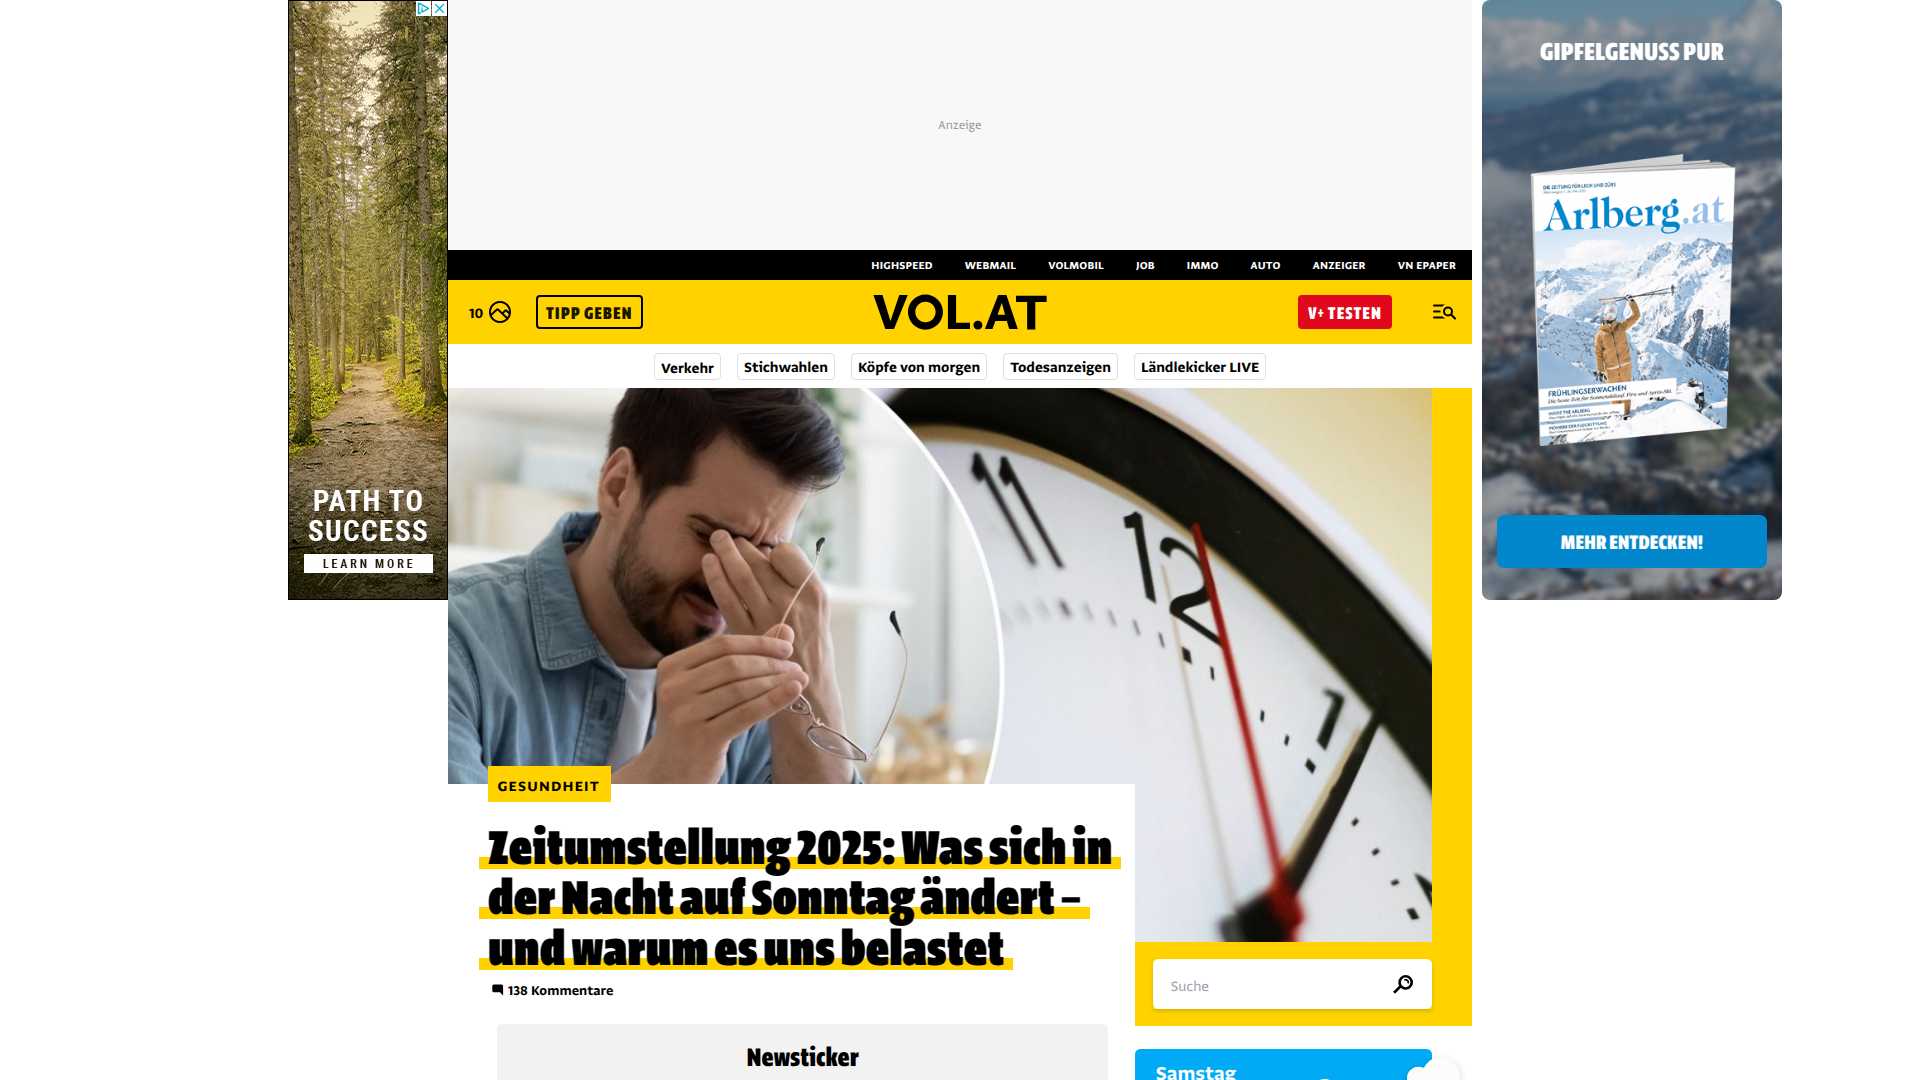 PATH TO
SUCCESS
LEARN MORE
Anzeige
GIPFELGENUSS PUR
Arlberg.at
FRÜHLINGSERWACHEN
MEHR ENTDECKEN!
HIGHSPEED WEBMAIL VOLMOBIL JOB IMMO AUTO ANZEIGER VN EPAPER
10 TIPP GEBEN VOL.AT V+ TESTEN
Verkehr Stichwahlen Köpfe von morgen Todesanzeigen Ländlekicker LIVE
11
12
1
GESUNDHEIT
Zeitumstellung 2025: Was sich in
der Nacht auf Sonntag ändert –
und warum es uns belastet
138 Kommentare
Suche
Newsticker
Samstag